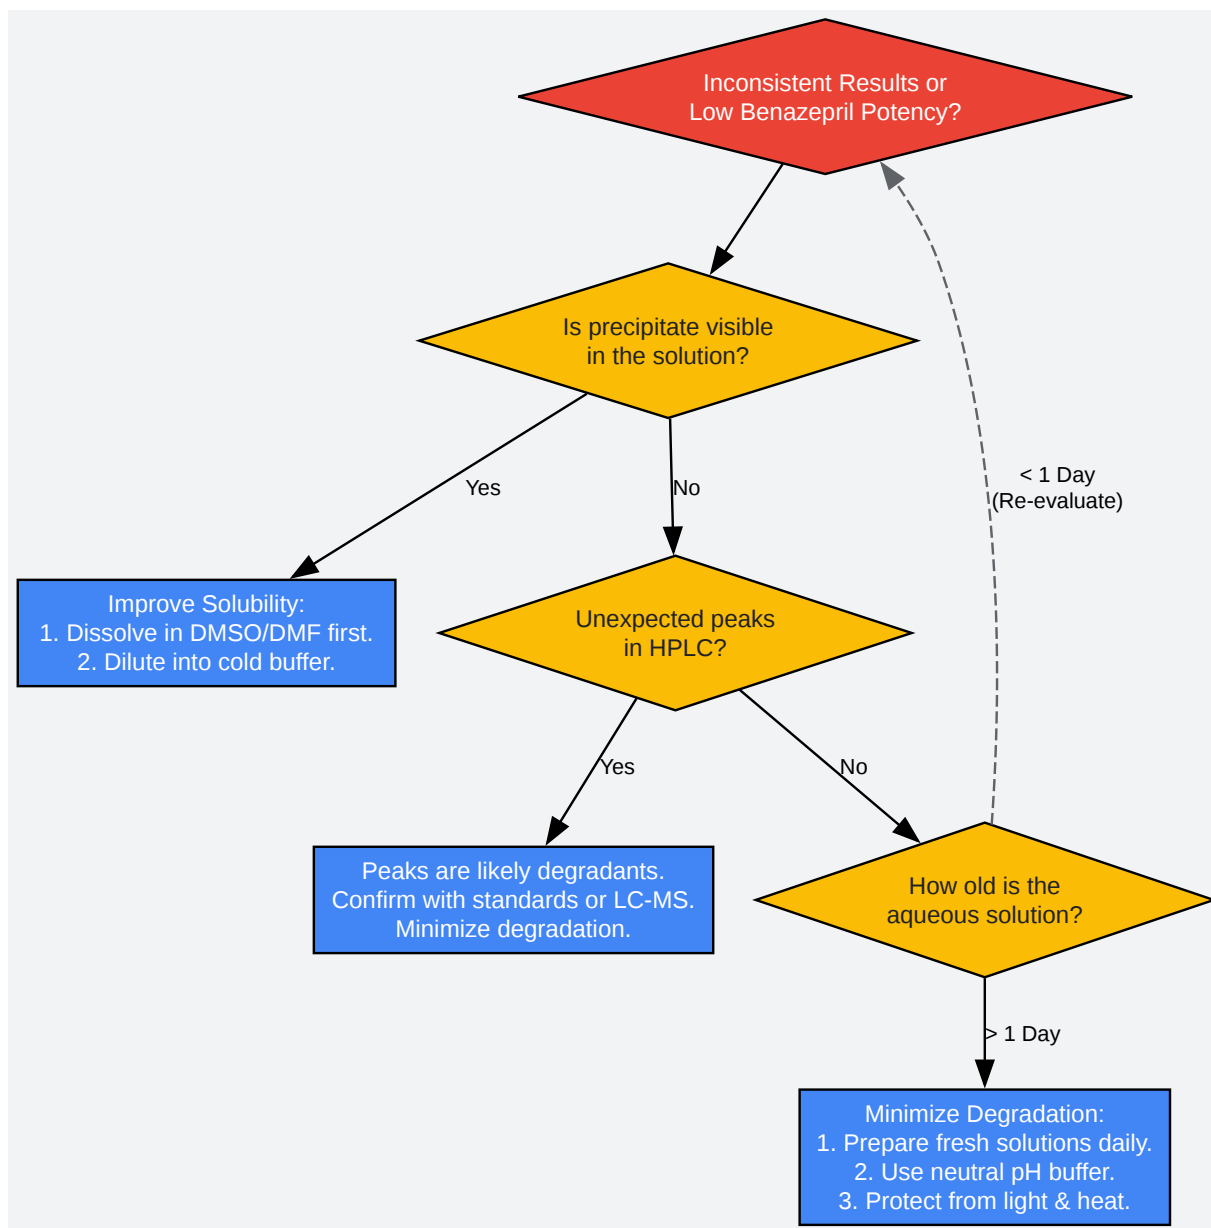 Inconsistent Results or
Low Benazepril Potency?
Is precipitate visible
in the solution?
Yes
No
< 1 Day
(Re-evaluate)
Improve Solubility:
1. Dissolve in DMSO/DMF first.
2. Dilute into cold buffer.
Unexpected peaks
in HPLC?
Yes
No
Peaks are likely degradants.
Confirm with standards or LC-MS.
Minimize degradation.
How old is the
aqueous solution?
> 1 Day
Minimize Degradation:
1. Prepare fresh solutions daily.
2. Use neutral pH buffer.
3. Protect from light & heat.